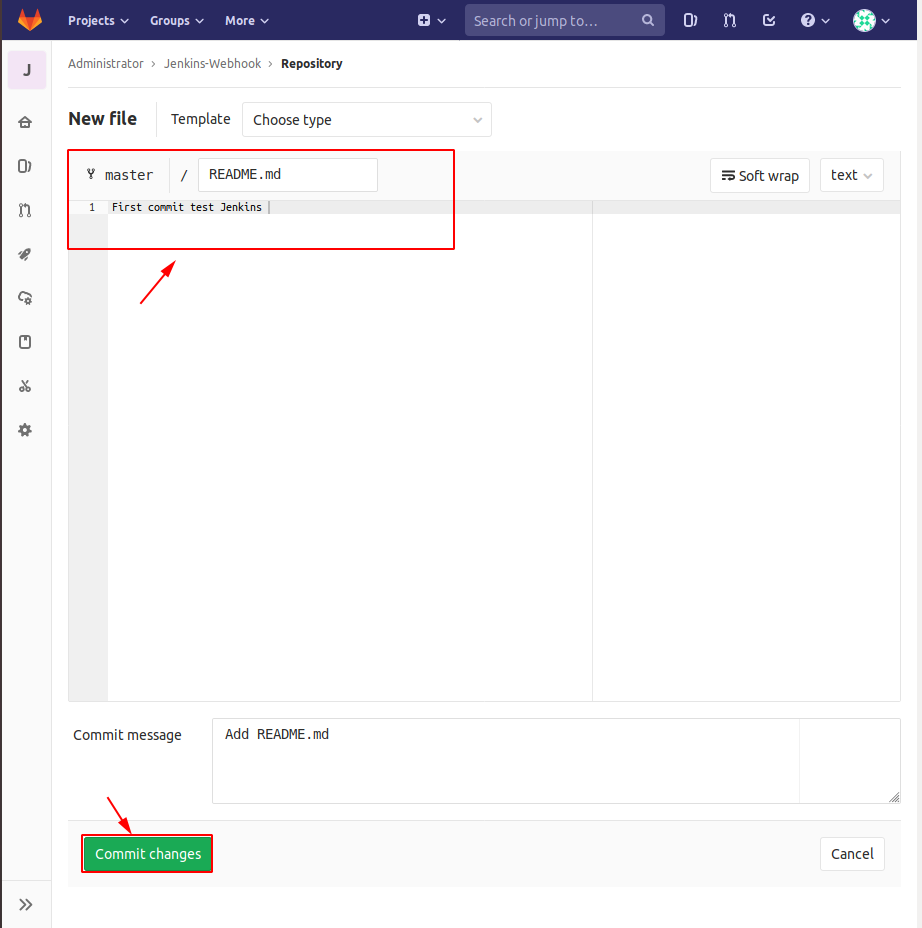 Projects Groups More Search or jump to...
J
Administrator › Jenkins-Webhook › Repository
New file Template Choose type
master / README.md Soft wrap text
1 First commit test Jenkins
Commit message Add README.md
Commit changes Cancel